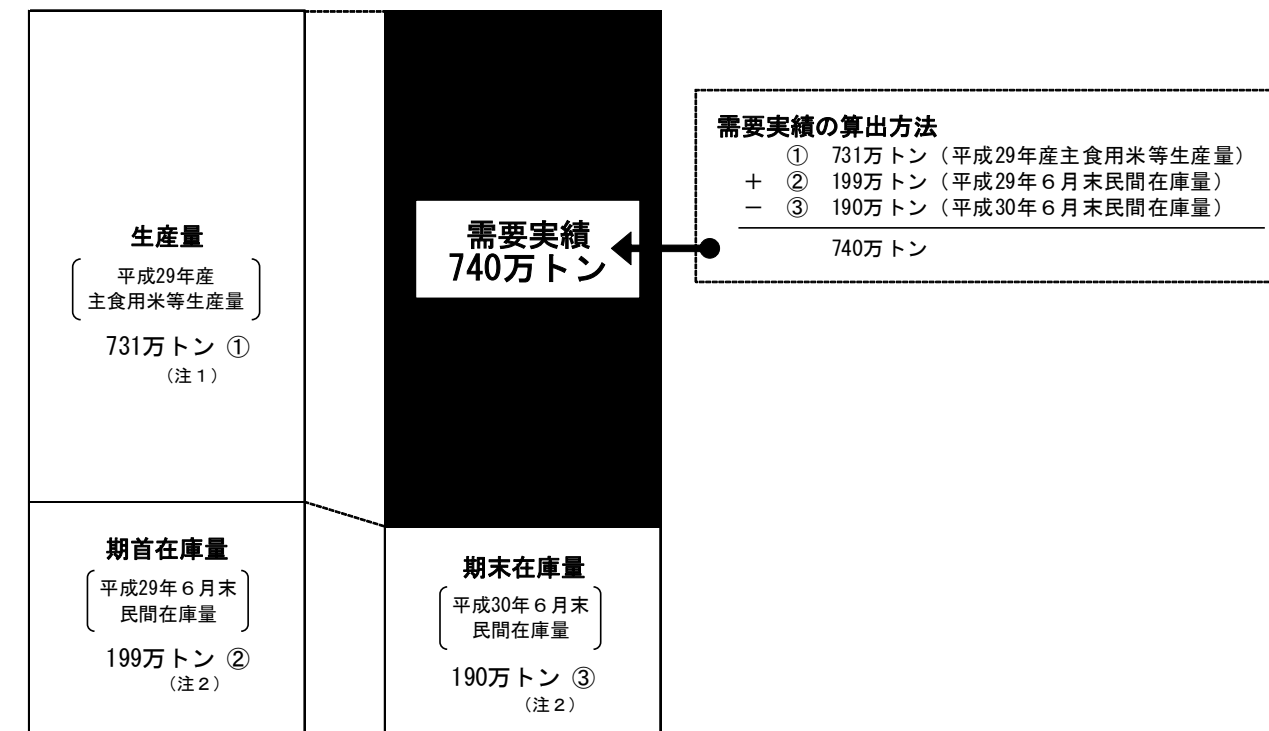 生産量
平成29年産
主食用米等生産量
731万トン ①
（注１）
期首在庫量
平成29年６月末
民間在庫量
199万トン ②
（注２）
需要実績
740万トン
期末在庫量
平成30年６月末
民間在庫量
190万トン ③
（注２）
需要実績の算出方法
① 731万トン（平成29年産主食用米等生産量）
＋ ② 199万トン（平成29年６月末民間在庫量）
－ ③ 190万トン（平成30年６月末民間在庫量）
740万トン